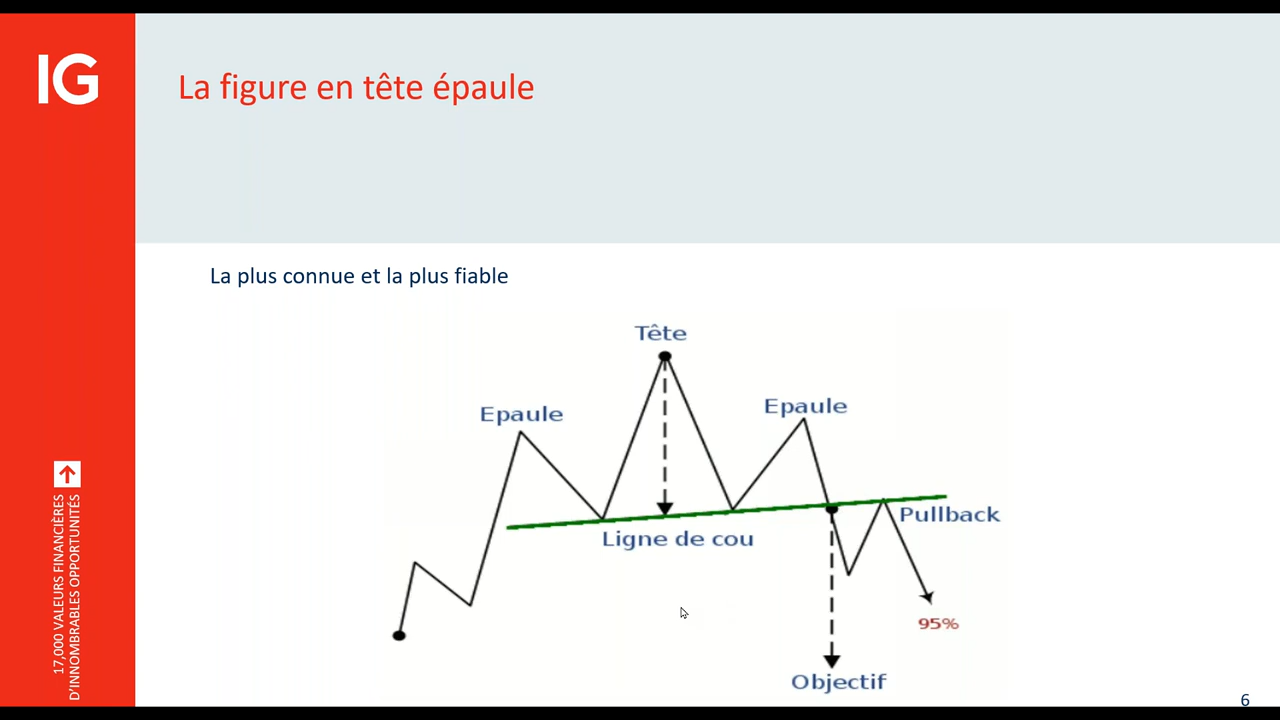 IG
La figure en tête épaule
La plus connue et la plus fiable
Tête
Epaule
Epaule
Pullback
Ligne de cou
95%
Objectif
17,000 VALEURS FINANCIÈRES
D'INNOMBRABLES OPPORTUNITÉS
6